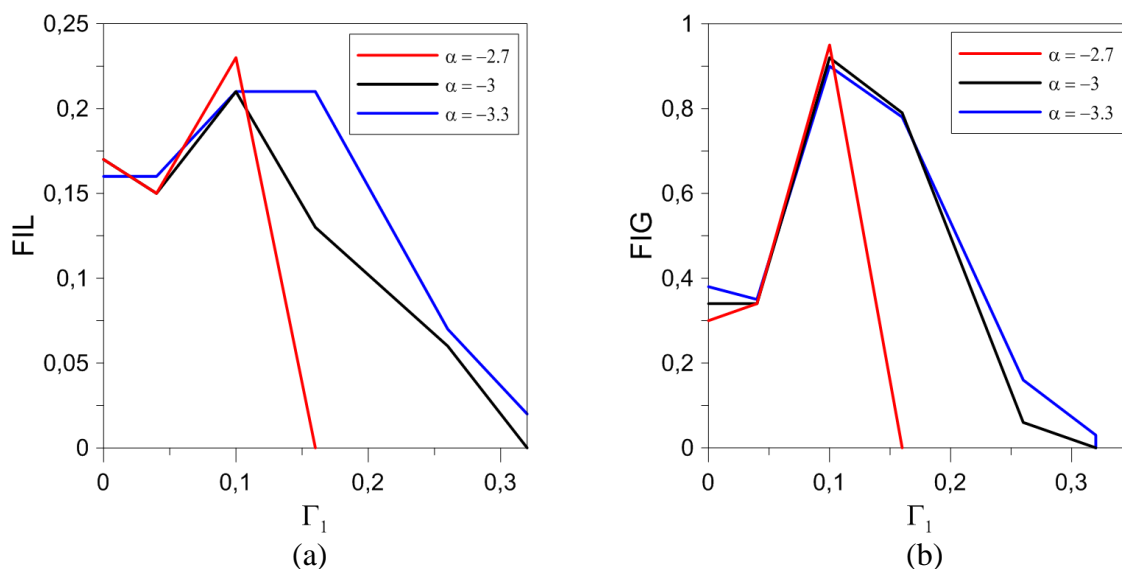 0,25
0,2
0,15
0,1
0,05
0
FIL
α = −2.7
α = −3
α = −3.3
0 0,1 0,2 0,3
Γ1
(a)
1
0,8
0,6
0,4
0,2
0
FIG
α = −2.7
α = −3
α = −3.3
0 0,1 0,2 0,3
Γ1
(b)